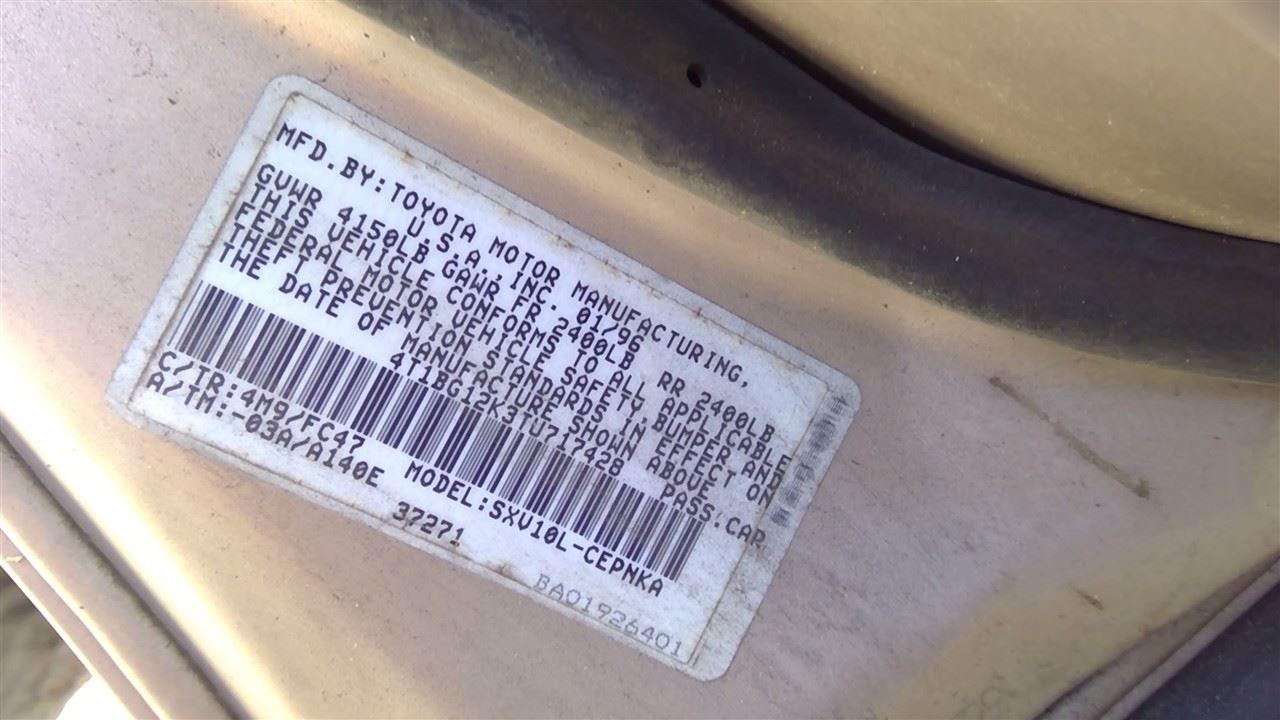 MFD.BY:TOYOTA MOTOR MANUFACTURING,
U.S.A.,INC. 01/96
GVWR 4150LB GAWR FR 2400LB RR 2400LB
THIS VEHICLE CONFORMS TO ALL APPLICABLE
FEDERAL MOTOR VEHICLE SAFETY,BUMPER,AND
THEFT PREVENTION STANDARDS IN EFFECT ON
THE DATE OF MANUFACTURE SHOWN ABOVE.
4T1BG12K3TU717428 PASS.CAR
C/TR:4M9/FC47 MODEL:SXV10L-CEPNKA
A/TM:-03A/A140E
37271
BA01926401